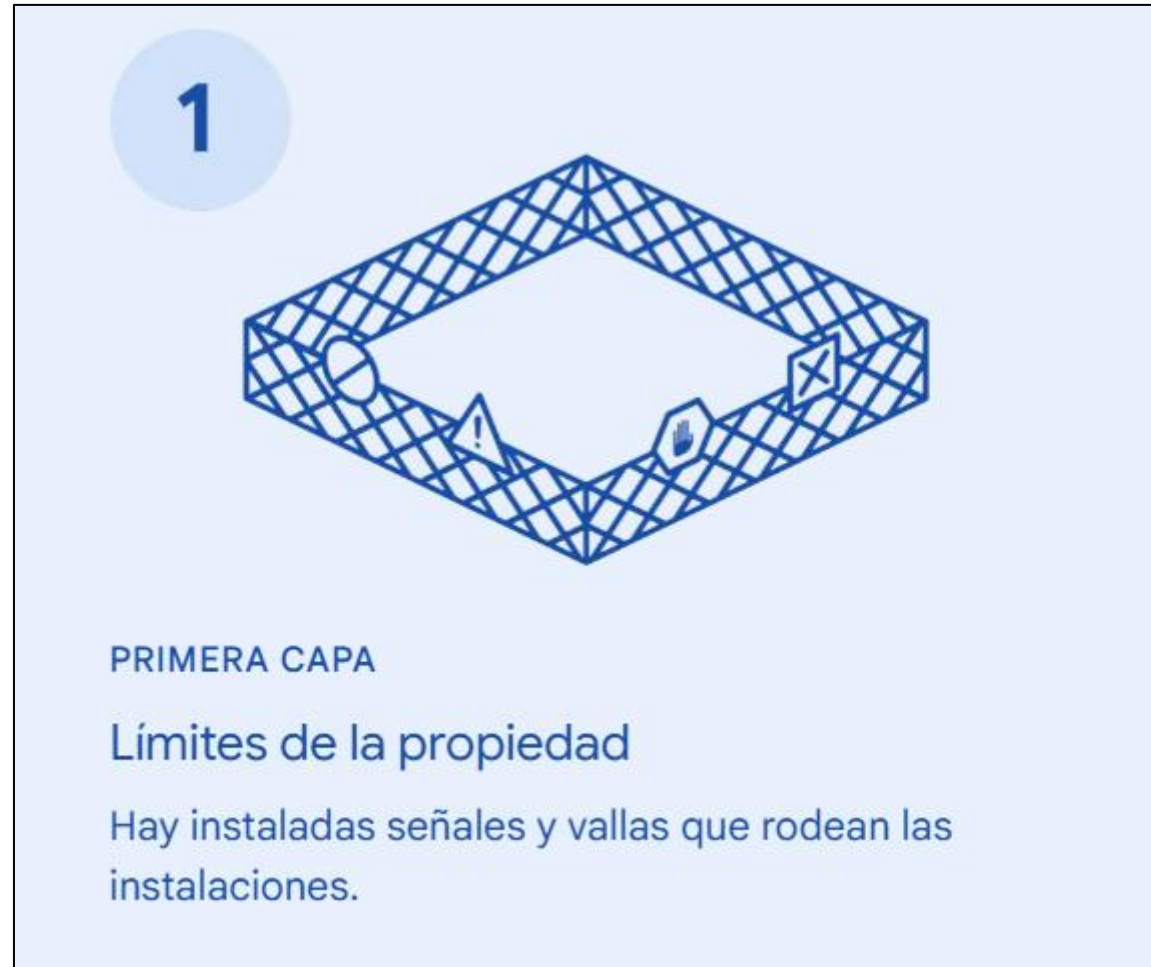 1
PRIMERA CAPA
Límites de la propiedad
Hay instaladas señales y vallas que rodean las
instalaciones.